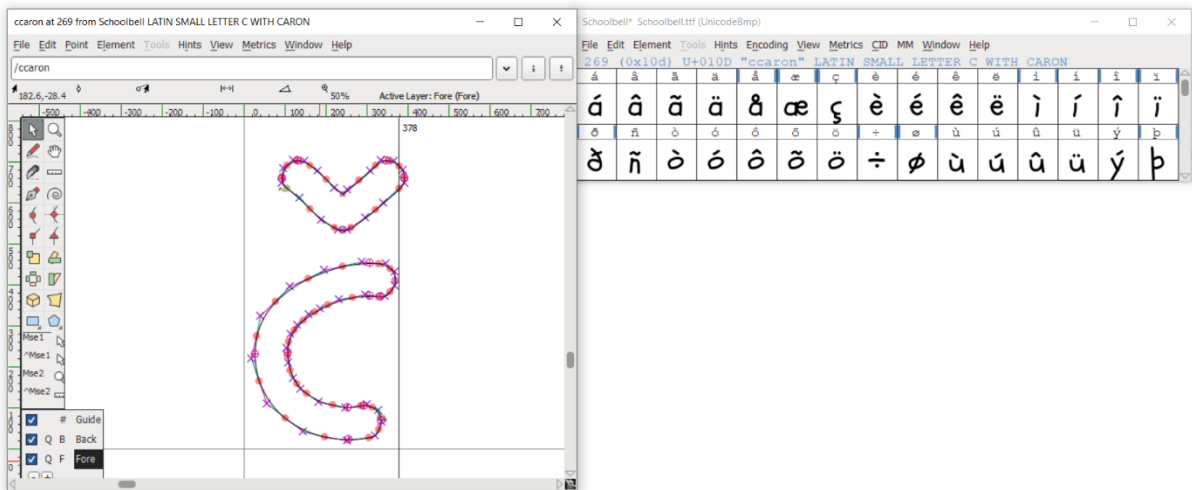 ccaron at 269 from Schoolbell LATIN SMALL LETTER C WITH CARON
File Edit Point Element Tools Hints View Metrics Window Help
/ccaron
182.6,-28.4 50% Active Layer: Fore (Fore)
-500 -400 -300 -200 -100 0 100 200 300 400 500 600 700
378
Mse1
^Mse1
Mse2
^Mse2
# Guide
Q B Back
Q F Fore
Schoolbell* Schoolbell.ttf (UnicodeBmp)
File Edit Element Tools Hints Encoding View Metrics CID MM Window Help
269 (0x10d) U+010D "ccaron" LATIN SMALL LETTER C WITH CARON
á â ã ä å æ ç è é ê ë ì í î ï
á â ã ä å æ ç è é ê ë ì í î ï
ð ñ ò ó ô õ ö ÷ ø ù ú û ü ý þ
ð ñ ò ó ô õ ö ÷ ø ù ú û ü ý þ